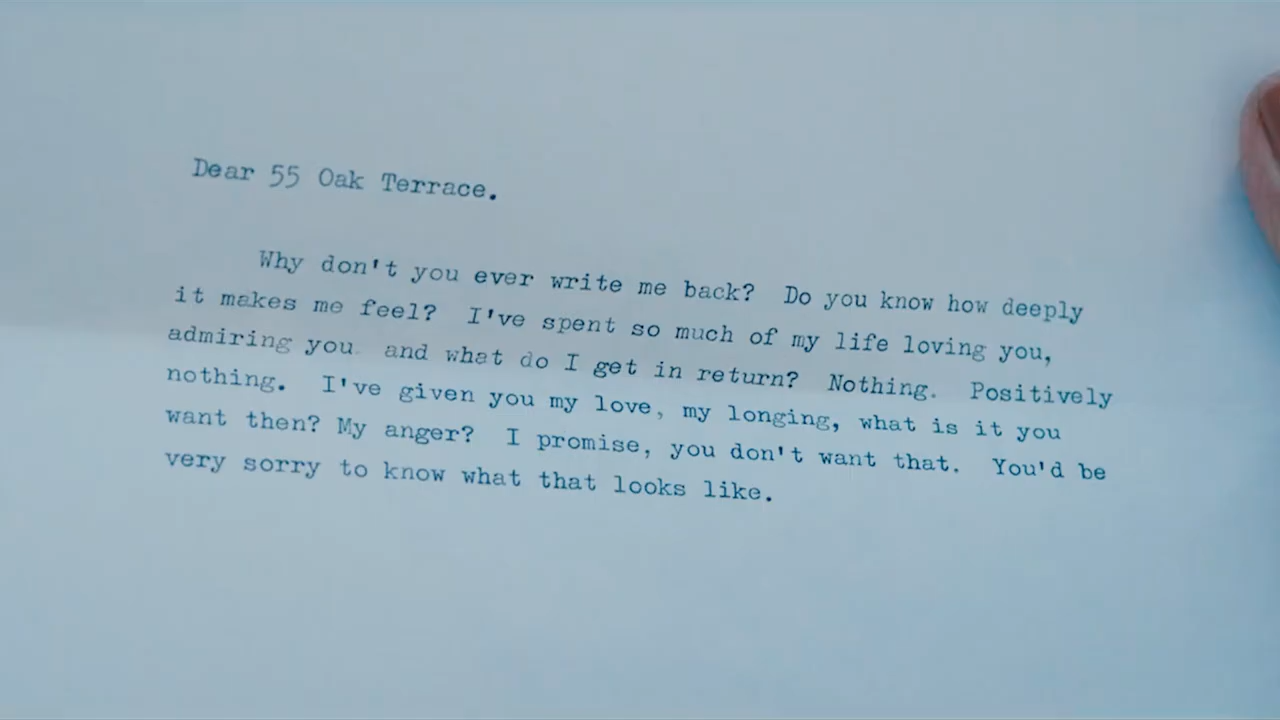 Dear 55 Oak Terrace.
Why don't you ever write me back? Do you know how deeply
it makes me feel? I've spent so much of my life loving you,
admiring you. and what do I get in return? Nothing. Positively
nothing. I've given you my love, my longing, what is it you
want then? My anger? I promise, you don't want that. You'd be
very sorry to know what that looks like.